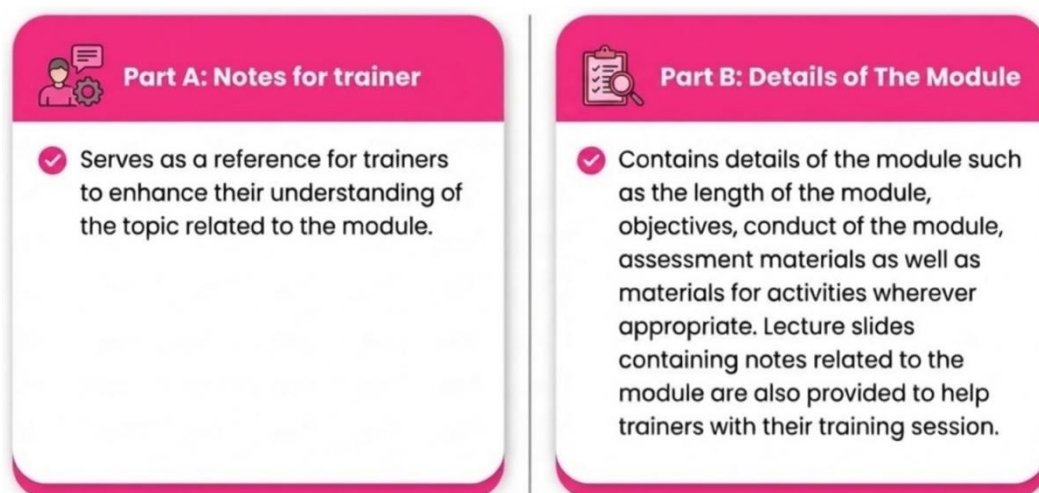 Part A: Notes for trainer
Serves as a reference for trainers
to enhance their understanding of
the topic related to the module.
Part B: Details of The Module
Contains details of the module such
as the length of the module,
objectives, conduct of the module,
assessment materials as well as
materials for activities wherever
appropriate. Lecture slides
containing notes related to the
module are also provided to help
trainers with their training session.